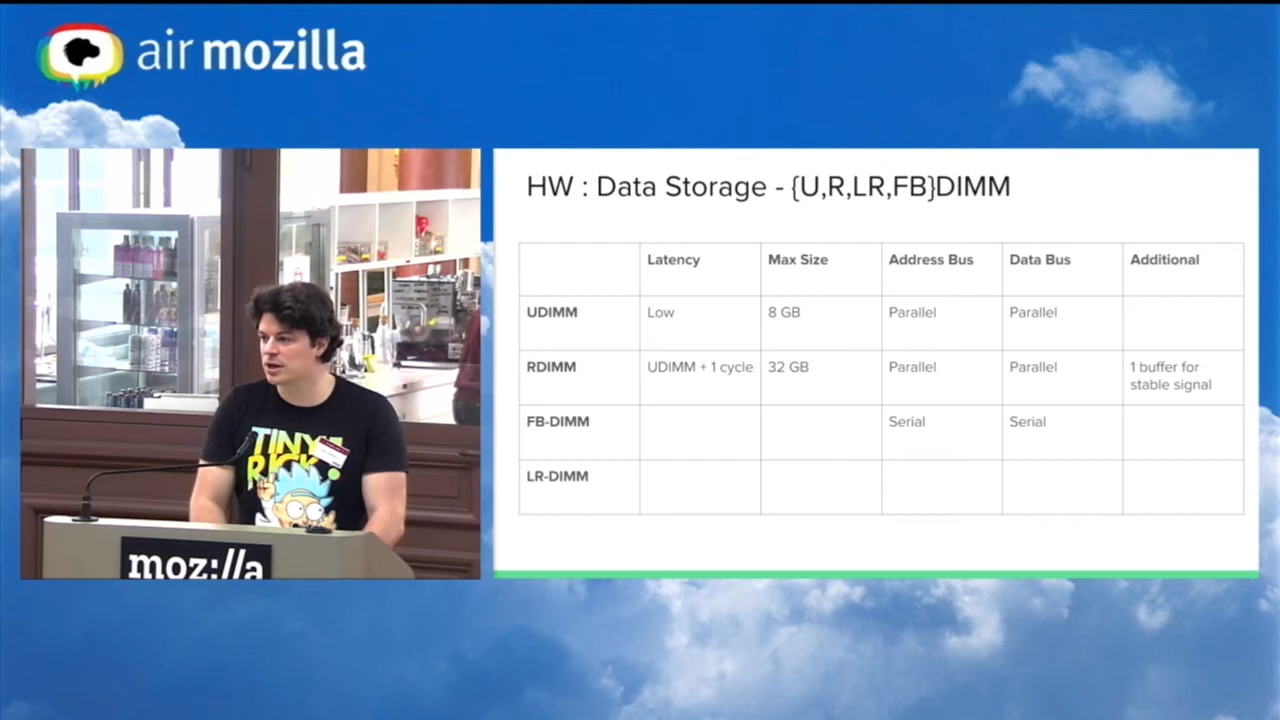 air mozilla
HW : Data Storage - {U,R,LR,FB}DIMM
Latency Max Size Address Bus Data Bus Additional
UDIMM Low 8 GB Parallel Parallel
RDIMM UDIMM + 1 cycle 32 GB Parallel Parallel 1 buffer for
stable signal
FB-DIMM Serial Serial
LR-DIMM
TINY
RICK
moz://a